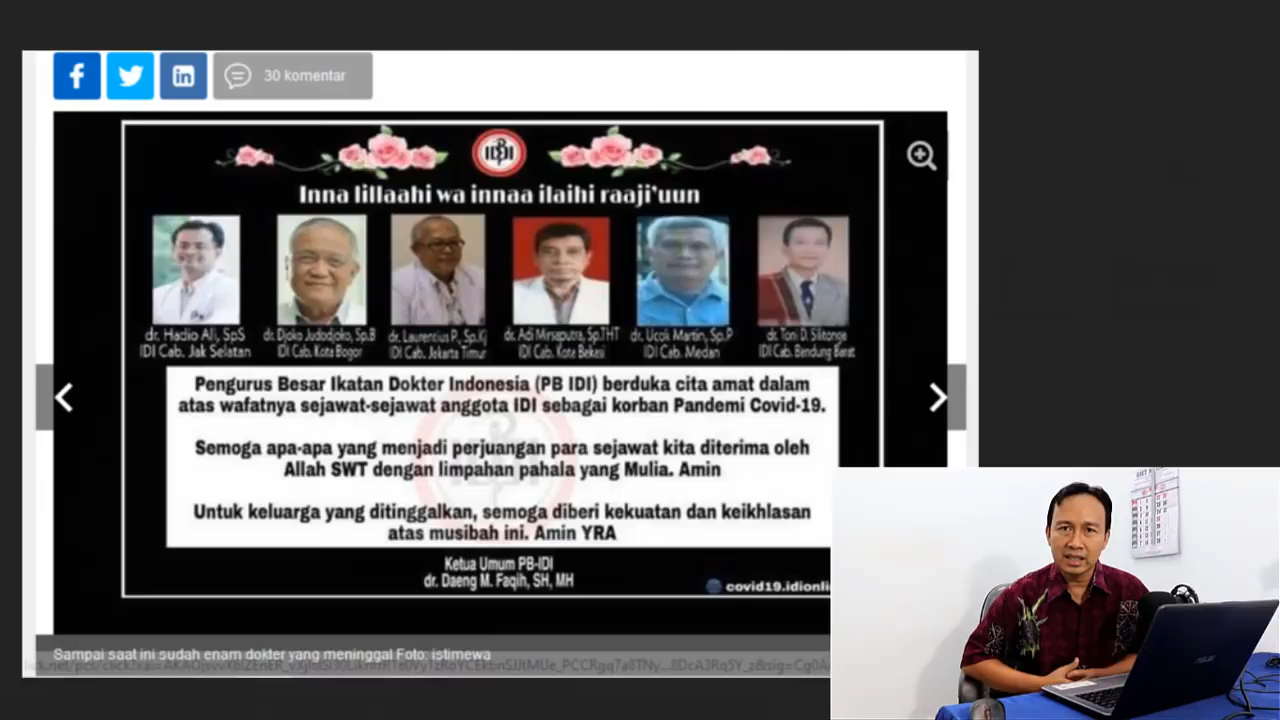 30 komentar
IDI
Inna lillaahi wa innaa ilaihi raaji'uun
dr. Hadio Ali, SpS
IDI Cab. Jak Selatan
dr. Djoko Judodjoko, Sp.B
IDI Cab. Kota Bogor
dr. Laurentius P., Sp.Kj
IDI Cab. Jakarta Timur
dr. Adi Mirsaputra, Sp.THT
IDI Cab. Kota Bekasi
dr. Ucok Martin, Sp.P
IDI Cab. Medan
dr. Toni D. Silitonga
IDI Cab. Bandung Barat
Pengurus Besar Ikatan Dokter Indonesia (PB IDI) berduka cita amat dalam
atas wafatnya sejawat-sejawat anggota IDI sebagai korban Pandemi Covid-19.
Semoga apa-apa yang menjadi perjuangan para sejawat kita diterima oleh
Allah SWT dengan limpahan pahala yang Mulia. Amin
Untuk keluarga yang ditinggalkan, semoga diberi kekuatan dan keikhlasan
atas musibah ini. Amin YRA
Ketua Umum PB-IDI
dr. Daeng M. Faqih, SH, MH
covid19.idionli
Sampai saat ini sudah enam dokter yang meninggal Foto: istimewa
ASUS